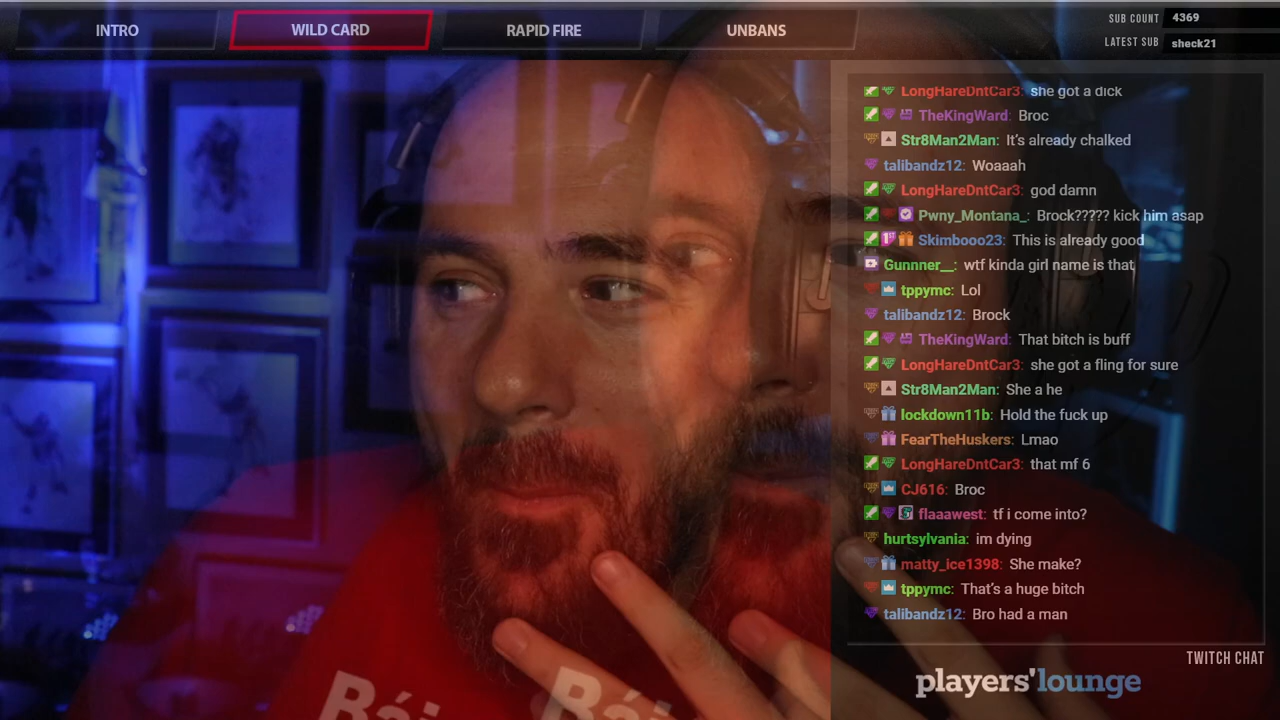 INTRO
WILD CARD
RAPID FIRE
UNBANS
SUB COUNT 4369
LATEST SUB sheck21
LongHareDntCar3: she got a dick
TheKingWard: Broc
Str8Man2Man: It's already chalked
talibandz12: Woaaah
LongHareDntCar3: god damn
Pwny_Montana_: Brock????? kick him asap
Skimbooo23: This is already good
Gunnner__: wtf kinda girl name is that
tppymc: Lol
talibandz12: Brock
TheKingWard: That bitch is buff
LongHareDntCar3: she got a fling for sure
Str8Man2Man: She a he
lockdown11b: Hold the fuck up
FearTheHuskers: Lmao
LongHareDntCar3: that mf 6
CJ616: Broc
flaaawest: tf i come into?
hurtsylvania: im dying
matty_ice1398: She make?
tppymc: That's a huge bitch
talibandz12: Bro had a man
TWITCH CHAT
players'lounge